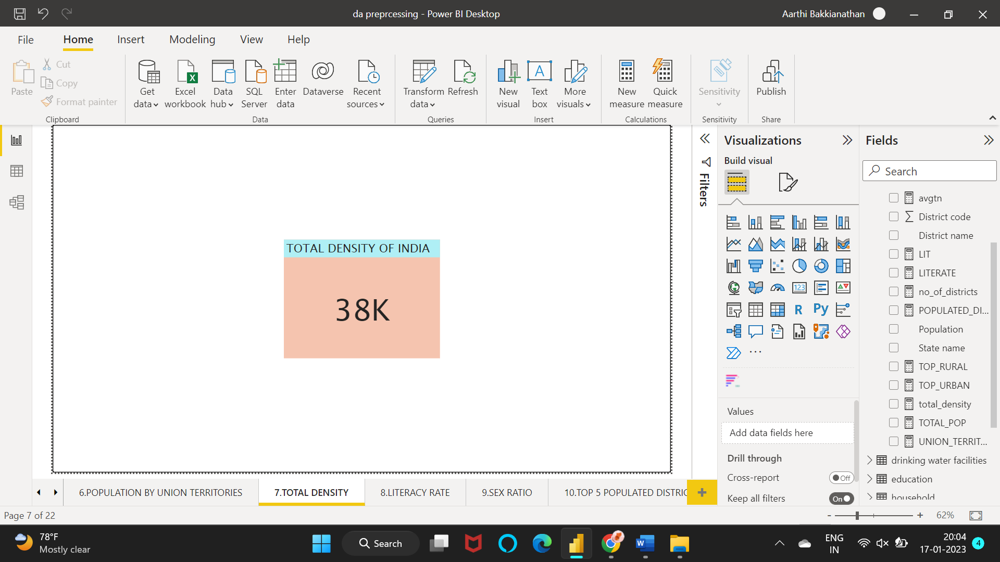 da preprcessing - Power BI Desktop
Aarthi Bakkianathan
File Home Insert Modeling View Help
Paste
Cut
Copy
Format painter
Clipboard
Get data
Excel workbook
Data hub
SQL Server
Enter data
Dataverse
Recent sources
Data
Transform data
Refresh
Queries
New visual
Text box
More visuals
Insert
New measure
Quick measure
Calculations
Sensitivity
Sensitivity
Publish
Share
TOTAL DENSITY OF INDIA
38K
Filters
Visualizations
Build visual
123
R
Py
Values
Add data fields here
Drill through
Cross-report
Off
Keep all filters
On
Fields
Search
avgtn
District code
District name
LIT
LITERATE
no_of_districts
POPULATED_DI...
Population
State name
TOP_RURAL
TOP_URBAN
total_density
TOTAL_POP
UNION_TERRIT...
drinking water facilities
education
household
6.POPULATION BY UNION TERRITORIES
7.TOTAL DENSITY
8.LITERACY RATE
9.SEX RATIO
10.TOP 5 POPULATED DISTRIC
Page 7 of 22
- + 62%
78°F
Mostly clear
Search
ENG
IN
20:04
17-01-2023
4